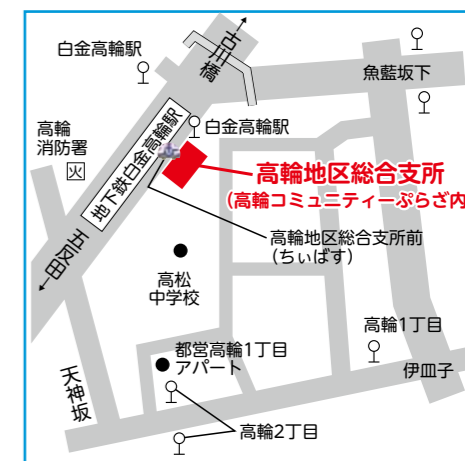 白金高輪駅
古川橋
魚藍坂下
高輪
消防署
火
地下鉄白金高輪駅
白金高輪駅
高輪地区総合支所
(高輪コミュニティーぷらざ内
高輪地区総合支所前
(ちぃばす)
五反田
高松
中学校
高輪1丁目
都営高輪1丁目
アパート
伊皿子
天神坂
高輪2丁目